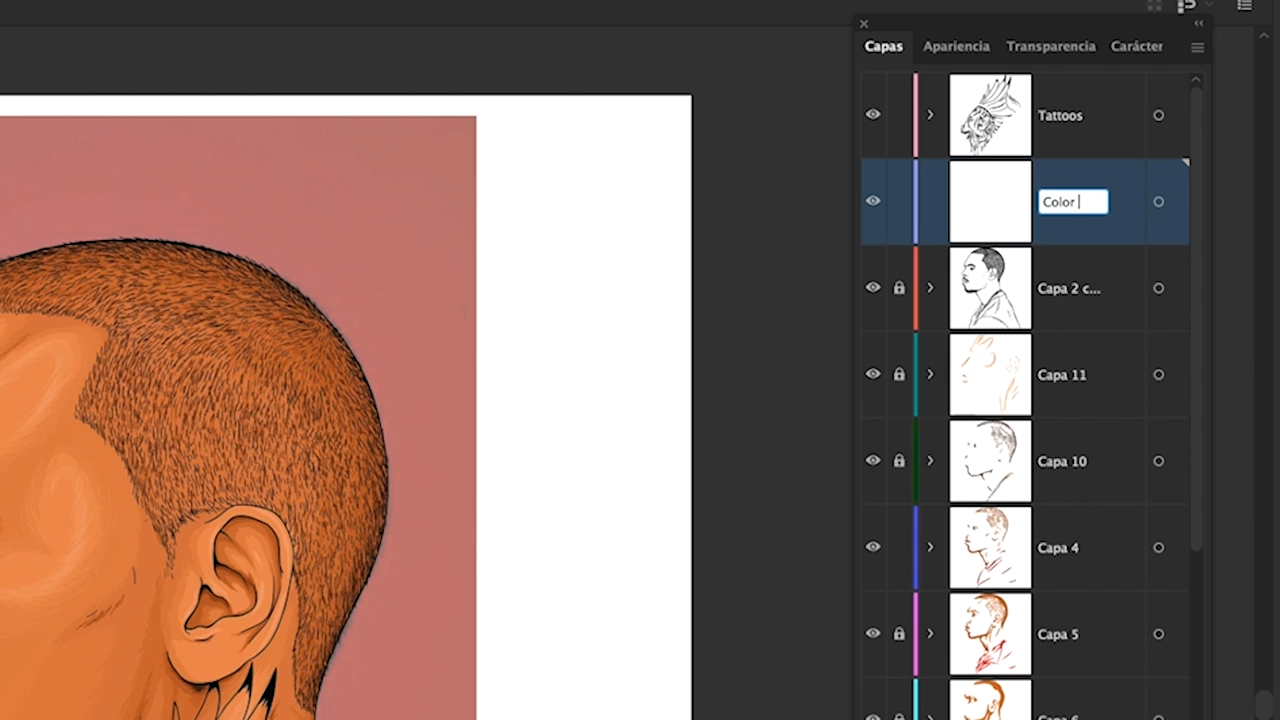 Capas Apariencia Transparencia Carácter
Tattoos
Color
Capa 2 c...
Capa 11
Capa 10
Capa 4
Capa 5